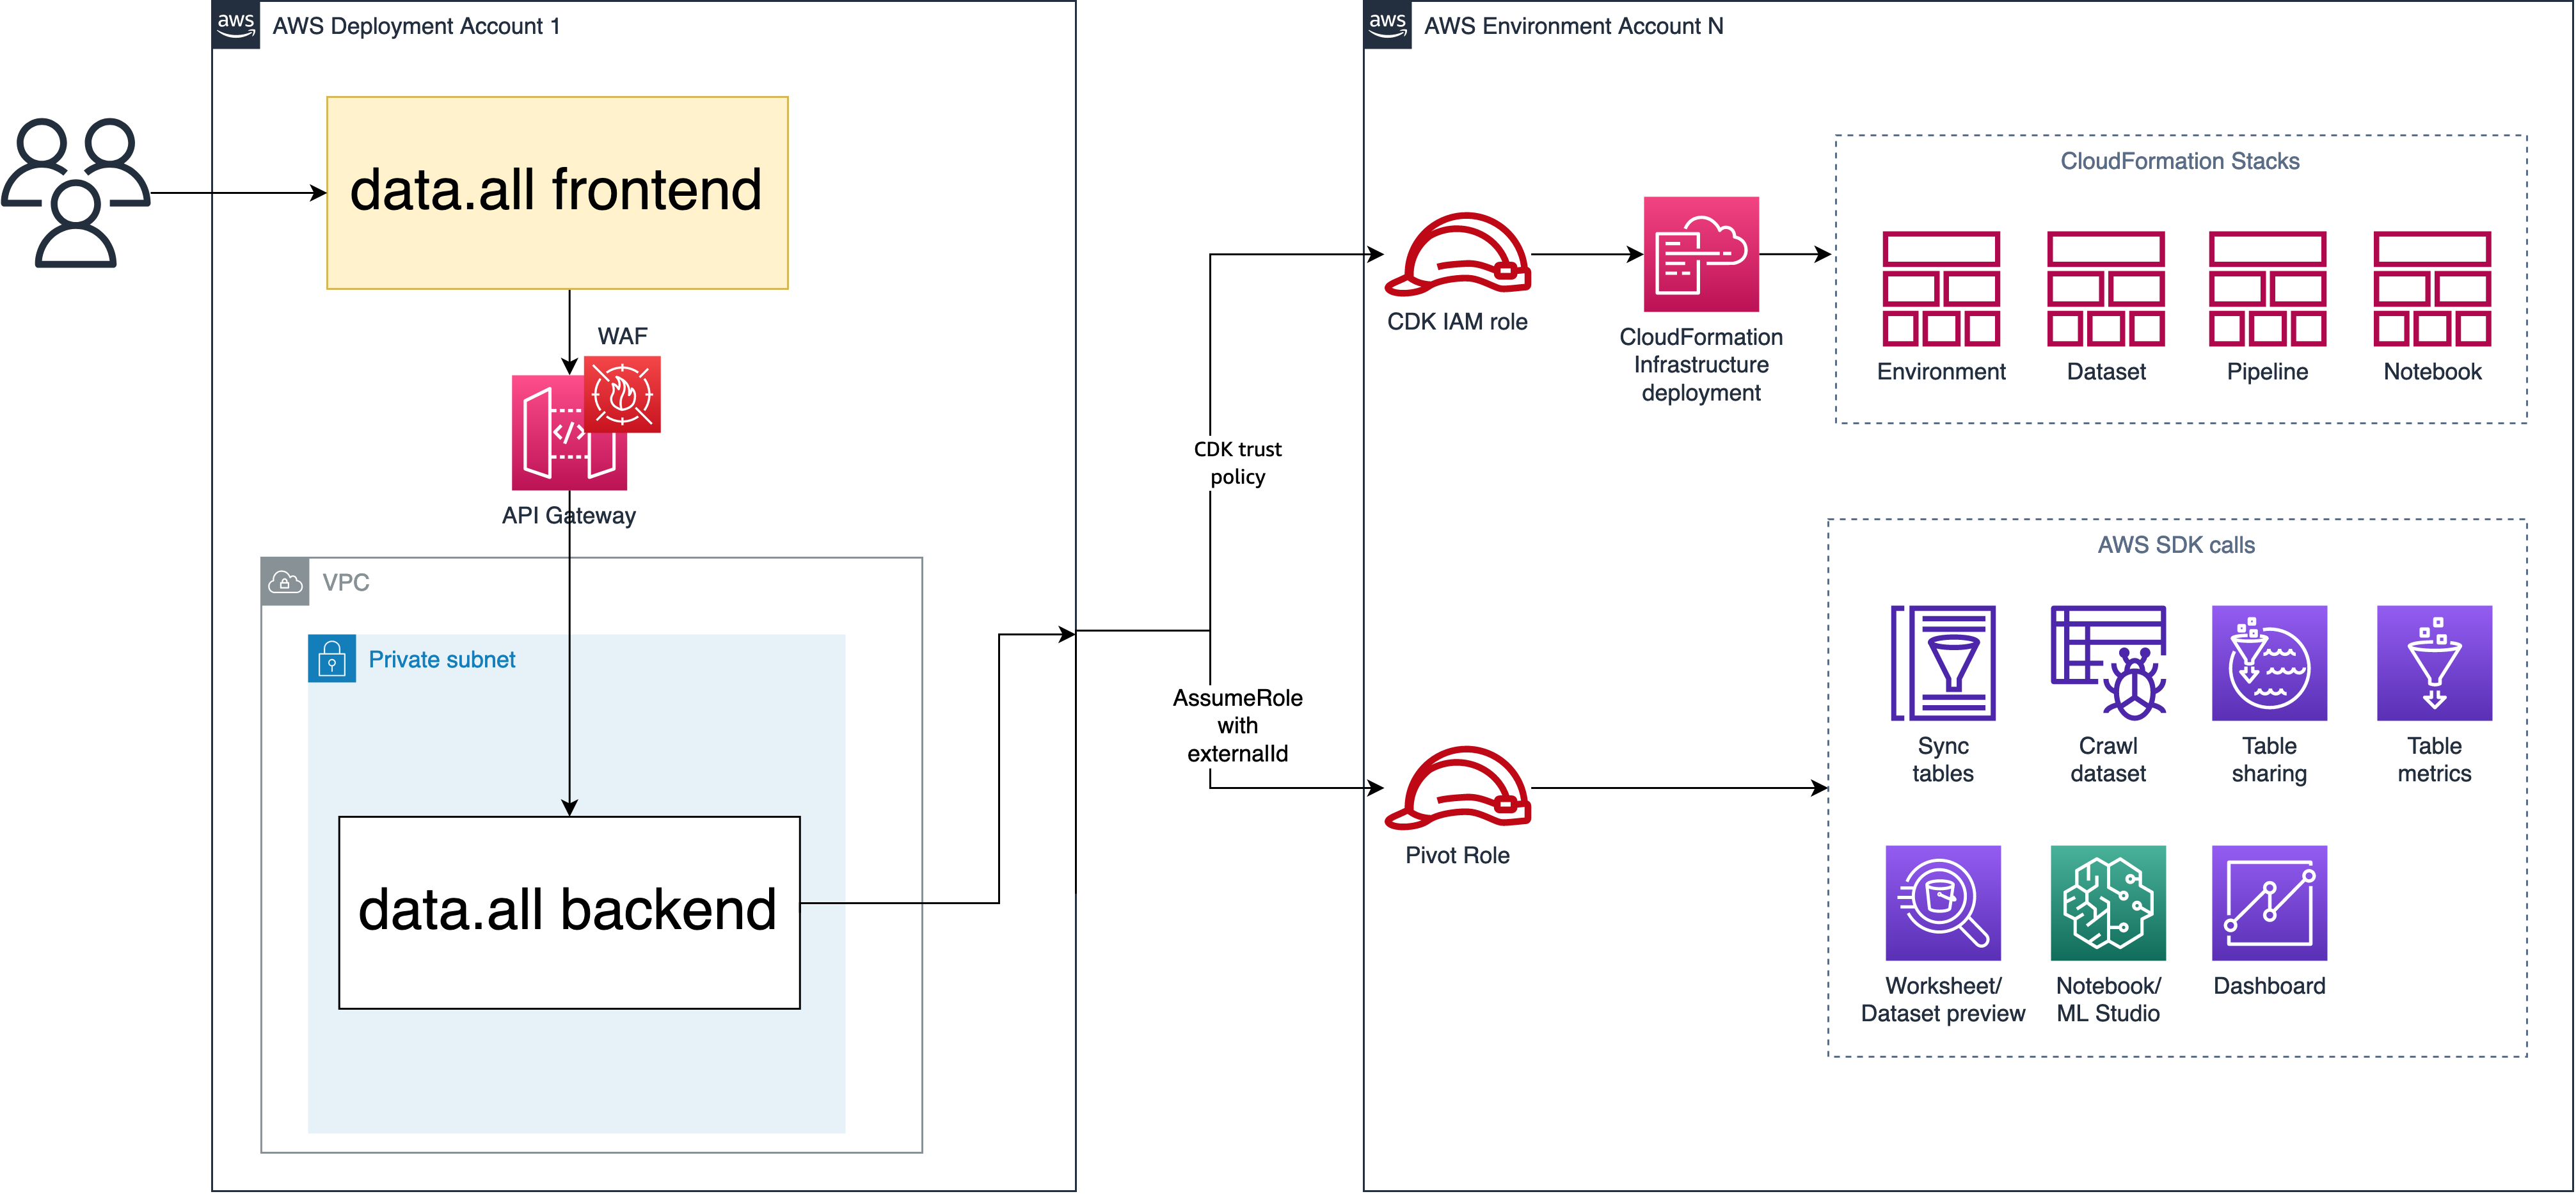 aws
AWS Deployment Account 1
data.all frontend
WAF
API Gateway
VPC
Private subnet
data.all backend
CDK trust
policy
AssumeRole
with
externalId
aws
AWS Environment Account N
CDK IAM role
CloudFormation
Infrastructure
deployment
CloudFormation Stacks
Environment
Dataset
Pipeline
Notebook
Pivot Role
AWS SDK calls
Sync
tables
Crawl
dataset
Table
sharing
Table
metrics
Worksheet/
Dataset preview
Notebook/
ML Studio
Dashboard